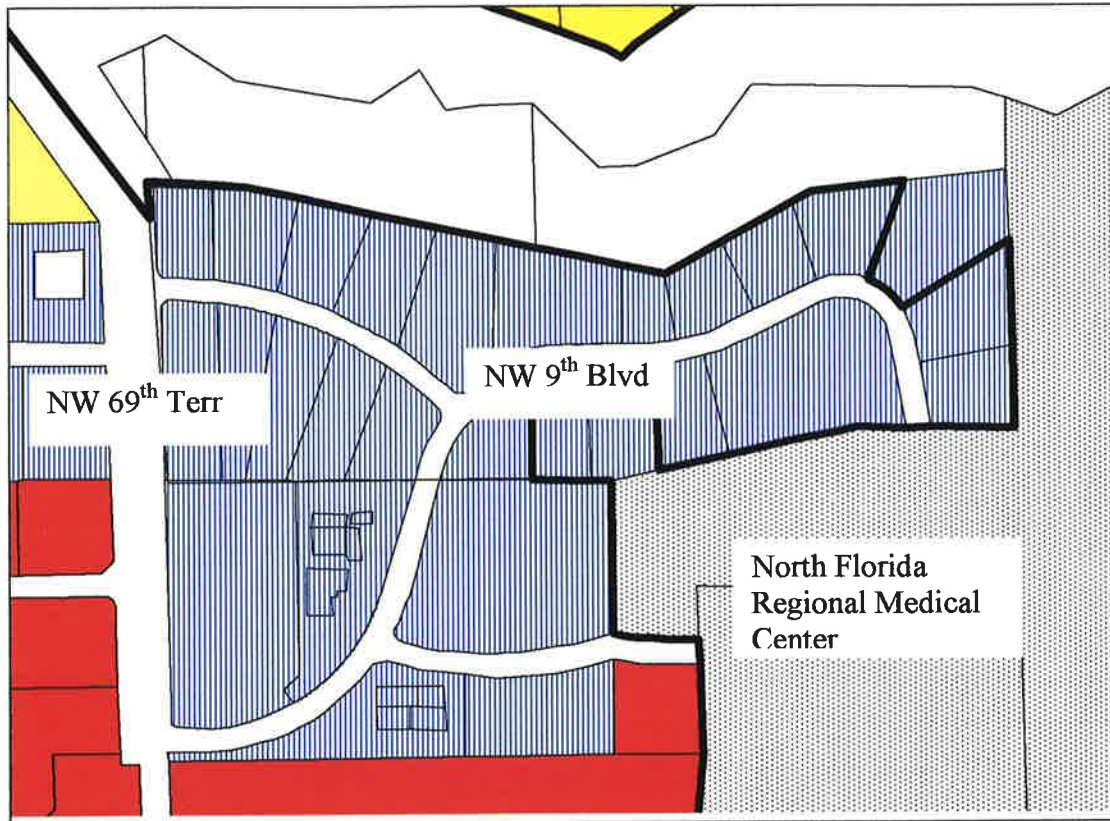 NW 69th Terr
NW 9th Blvd
North Florida
Regional Medical
Center